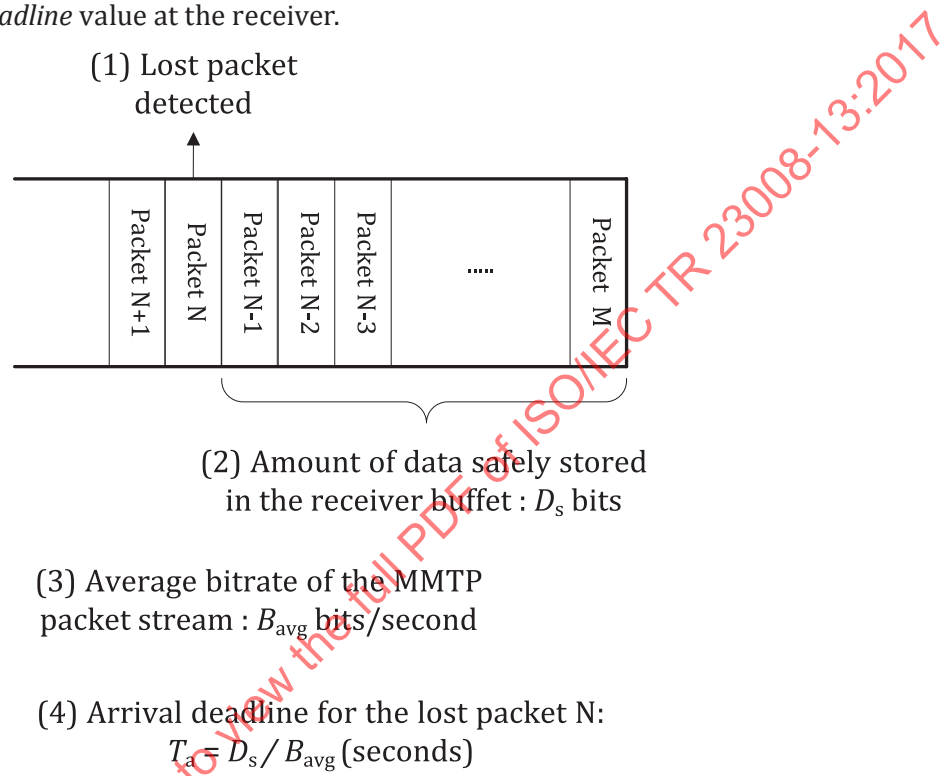 adline value at the receiver.
(1) Lost packet
detected
Packet N+1
Packet N
Packet N-1
Packet N-2
Packet N-3
.....
Packet M
(2) Amount of data safely stored
in the receiver buffet : Ds bits
(3) Average bitrate of the MMTP
packet stream : Bavg bits/second
(4) Arrival deadline for the lost packet N:
Ta = Ds / Bavg (seconds)
to view the full PDF of ISO/IEC TR 23008-13:2017